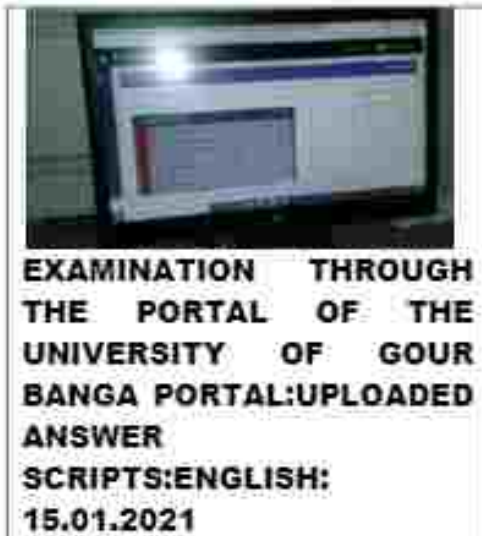 EXAMINATION THROUGH
THE PORTAL OF THE
UNIVERSITY OF GOUR
BANGA PORTAL:UPLOADED
ANSWER
SCRIPTS:ENGLISH:
15.01.2021